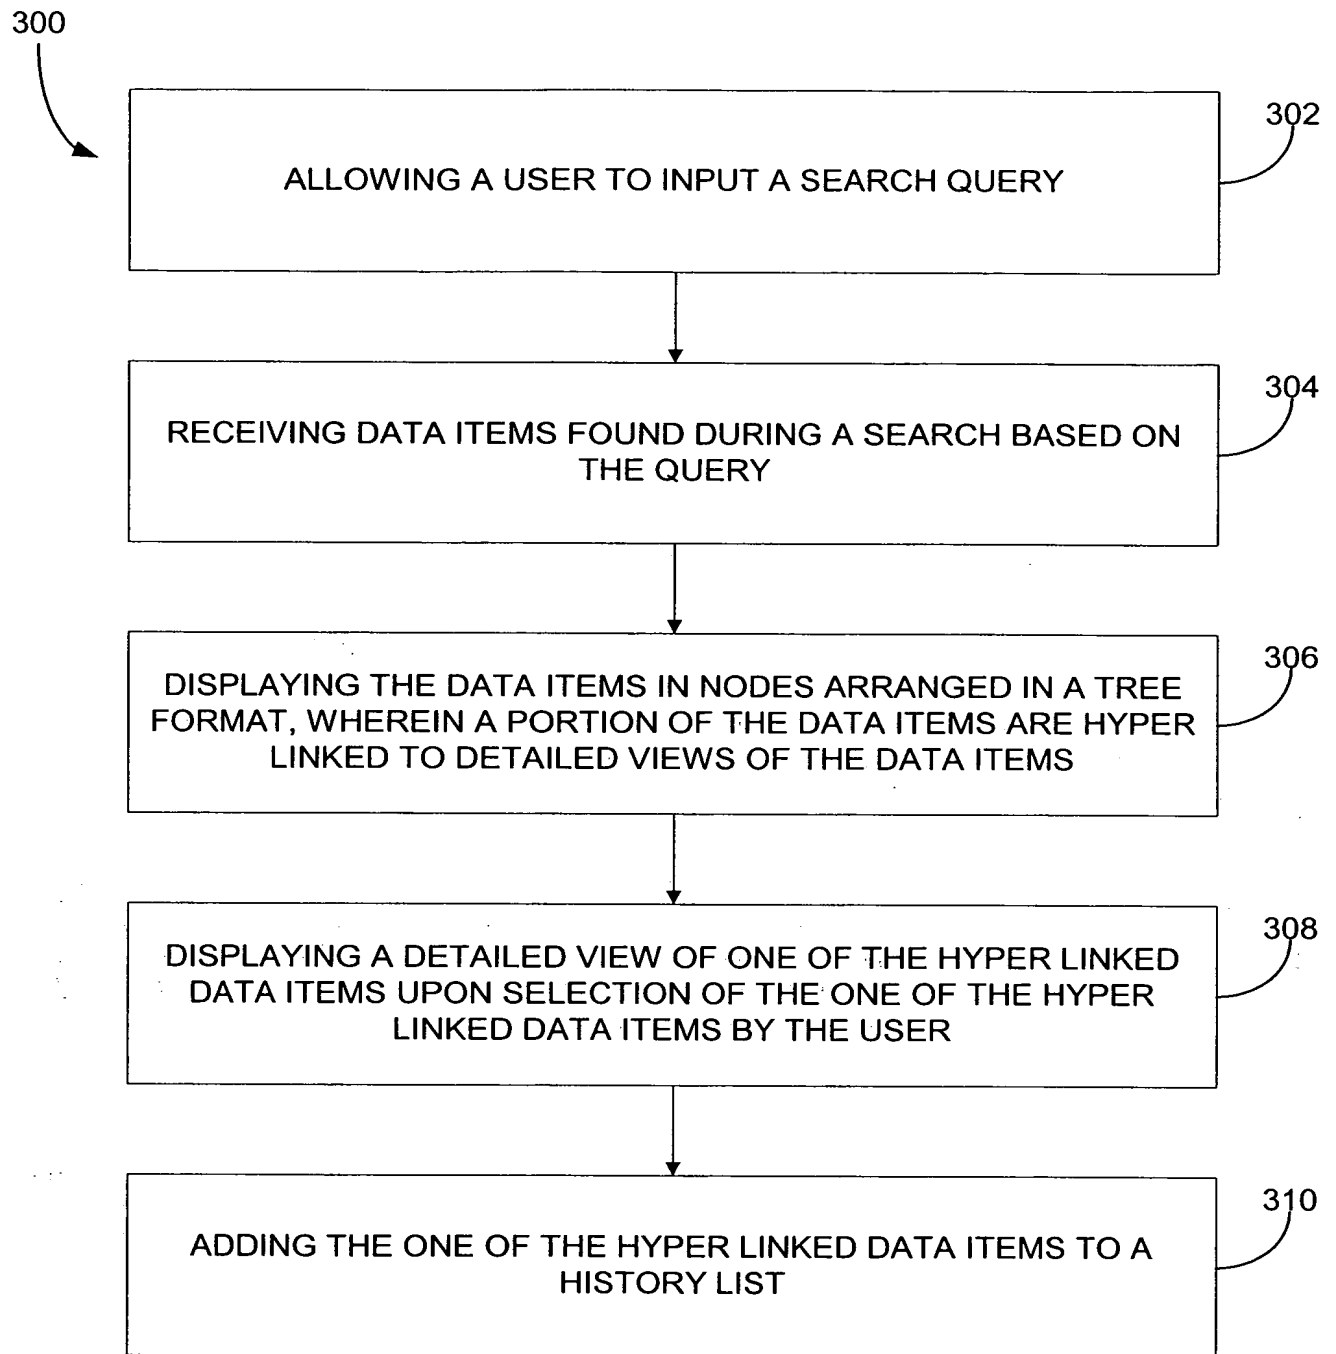 300
302
ALLOWING A USER TO INPUT A SEARCH QUERY
304
RECEIVING DATA ITEMS FOUND DURING A SEARCH BASED ON
THE QUERY
306
DISPLAYING THE DATA ITEMS IN NODES ARRANGED IN A TREE
FORMAT, WHEREIN A PORTION OF THE DATA ITEMS ARE HYPER
LINKED TO DETAILED VIEWS OF THE DATA ITEMS
308
DISPLAYING A DETAILED VIEW OF ONE OF THE HYPER LINKED
DATA ITEMS UPON SELECTION OF THE ONE OF THE HYPER
LINKED DATA ITEMS BY THE USER
310
ADDING THE ONE OF THE HYPER LINKED DATA ITEMS TO A
HISTORY LIST